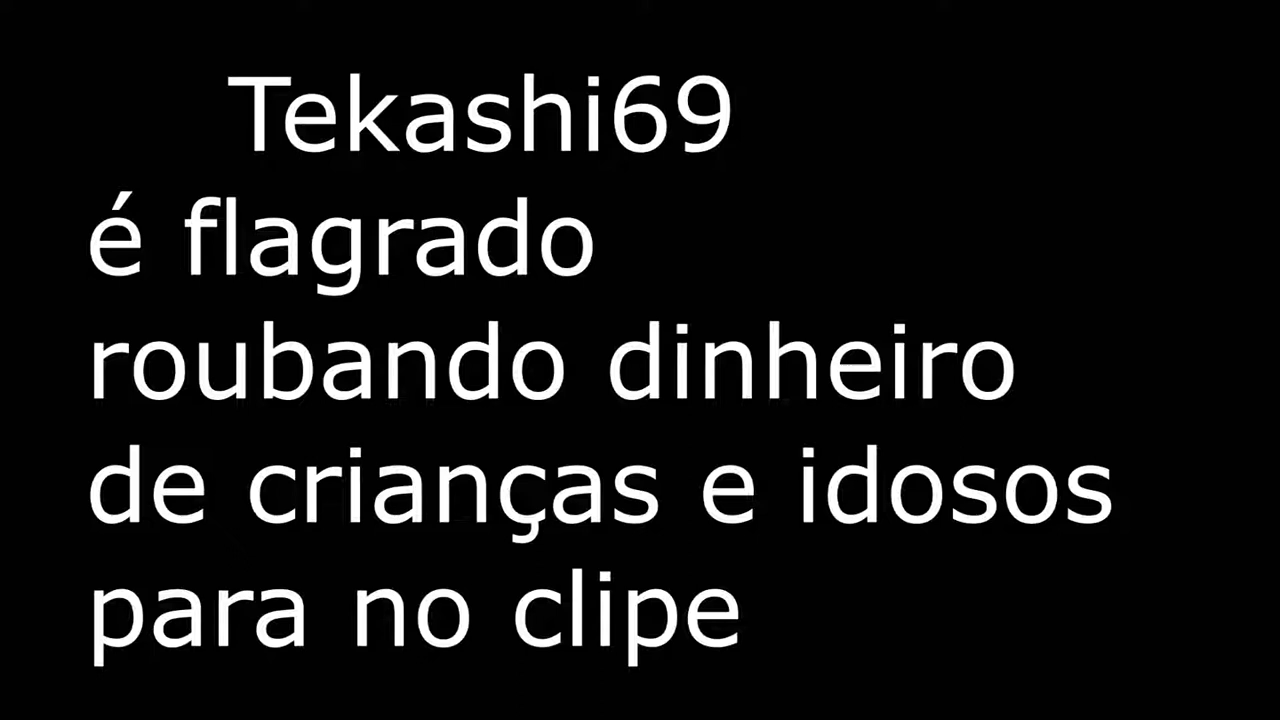 Tekashi69
é flagrado
roubando dinheiro
de crianças e idosos
para no clipe